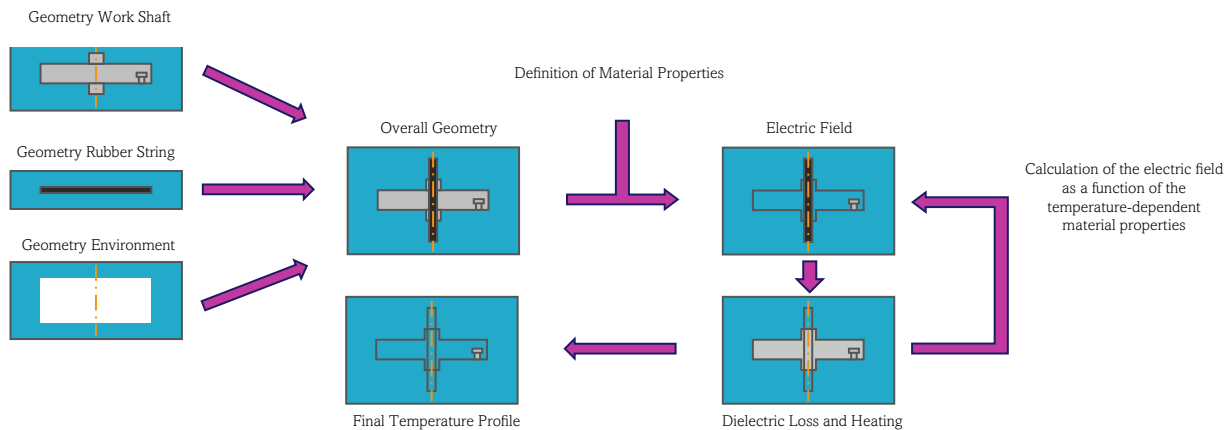 Geometry Work Shaft
Geometry Rubber String
Geometry Environment
Overall Geometry
Definition of Material Properties
Electric Field
Calculation of the electric field
as a function of the
temperature-dependent
material properties
Final Temperature Profile
Dielectric Loss and Heating